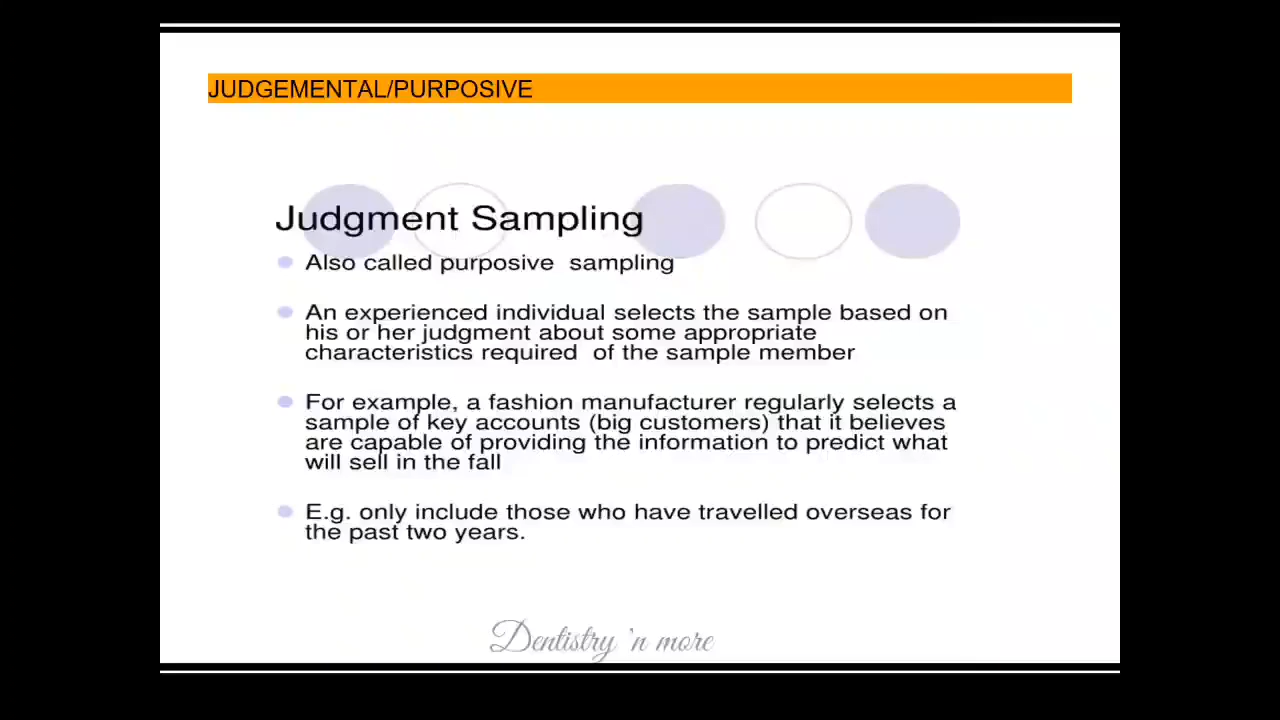 JUDGEMENTAL/PURPOSIVE
Judgment Sampling
Also called purposive sampling
An experienced individual selects the sample based on
his or her judgment about some appropriate
characteristics required of the sample member
For example, a fashion manufacturer regularly selects a
sample of key accounts (big customers) that it believes
are capable of providing the information to predict what
will sell in the fall
E.g. only include those who have travelled overseas for
the past two years.
Dentistry 'n more